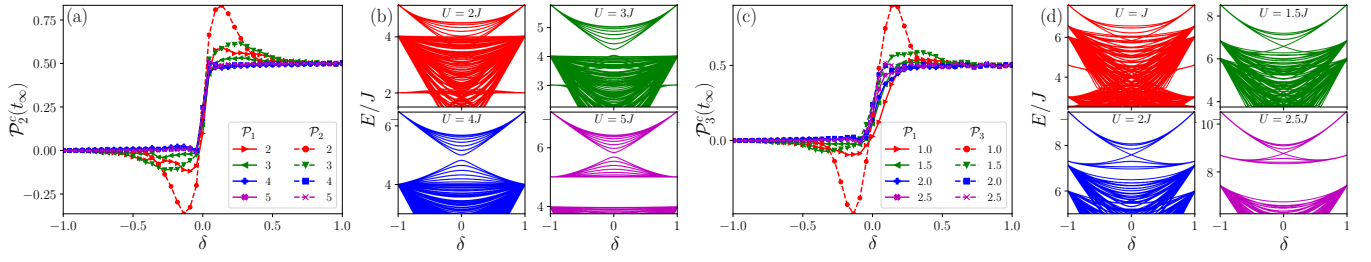 (a)
𝒫₂ᶜ(t∞)
0.75
0.50
0.25
0.00
−0.25
𝒫₁ 𝒫₂
2 2
3 3
4 4
5 5
−1.0 −0.5 0.0 0.5 1.0
δ
(b)
E/J
U = 2J
4
2
U = 3J
5
4
3
U = 4J
6
4
U = 5J
6
4
−1 0 1
−1 0 1
δ
δ
(c)
𝒫₃ᶜ(t∞)
0.5
0.0
𝒫₁ 𝒫₃
1.0 1.0
1.5 1.5
2.0 2.0
2.5 2.5
−1.0 −0.5 0.0 0.5 1.0
δ
(d)
E/J
U = J
6
4
U = 1.5J
8
6
4
U = 2J
8
6
U = 2.5J
10
8
−1 0 1
−1 0 1
δ
δ